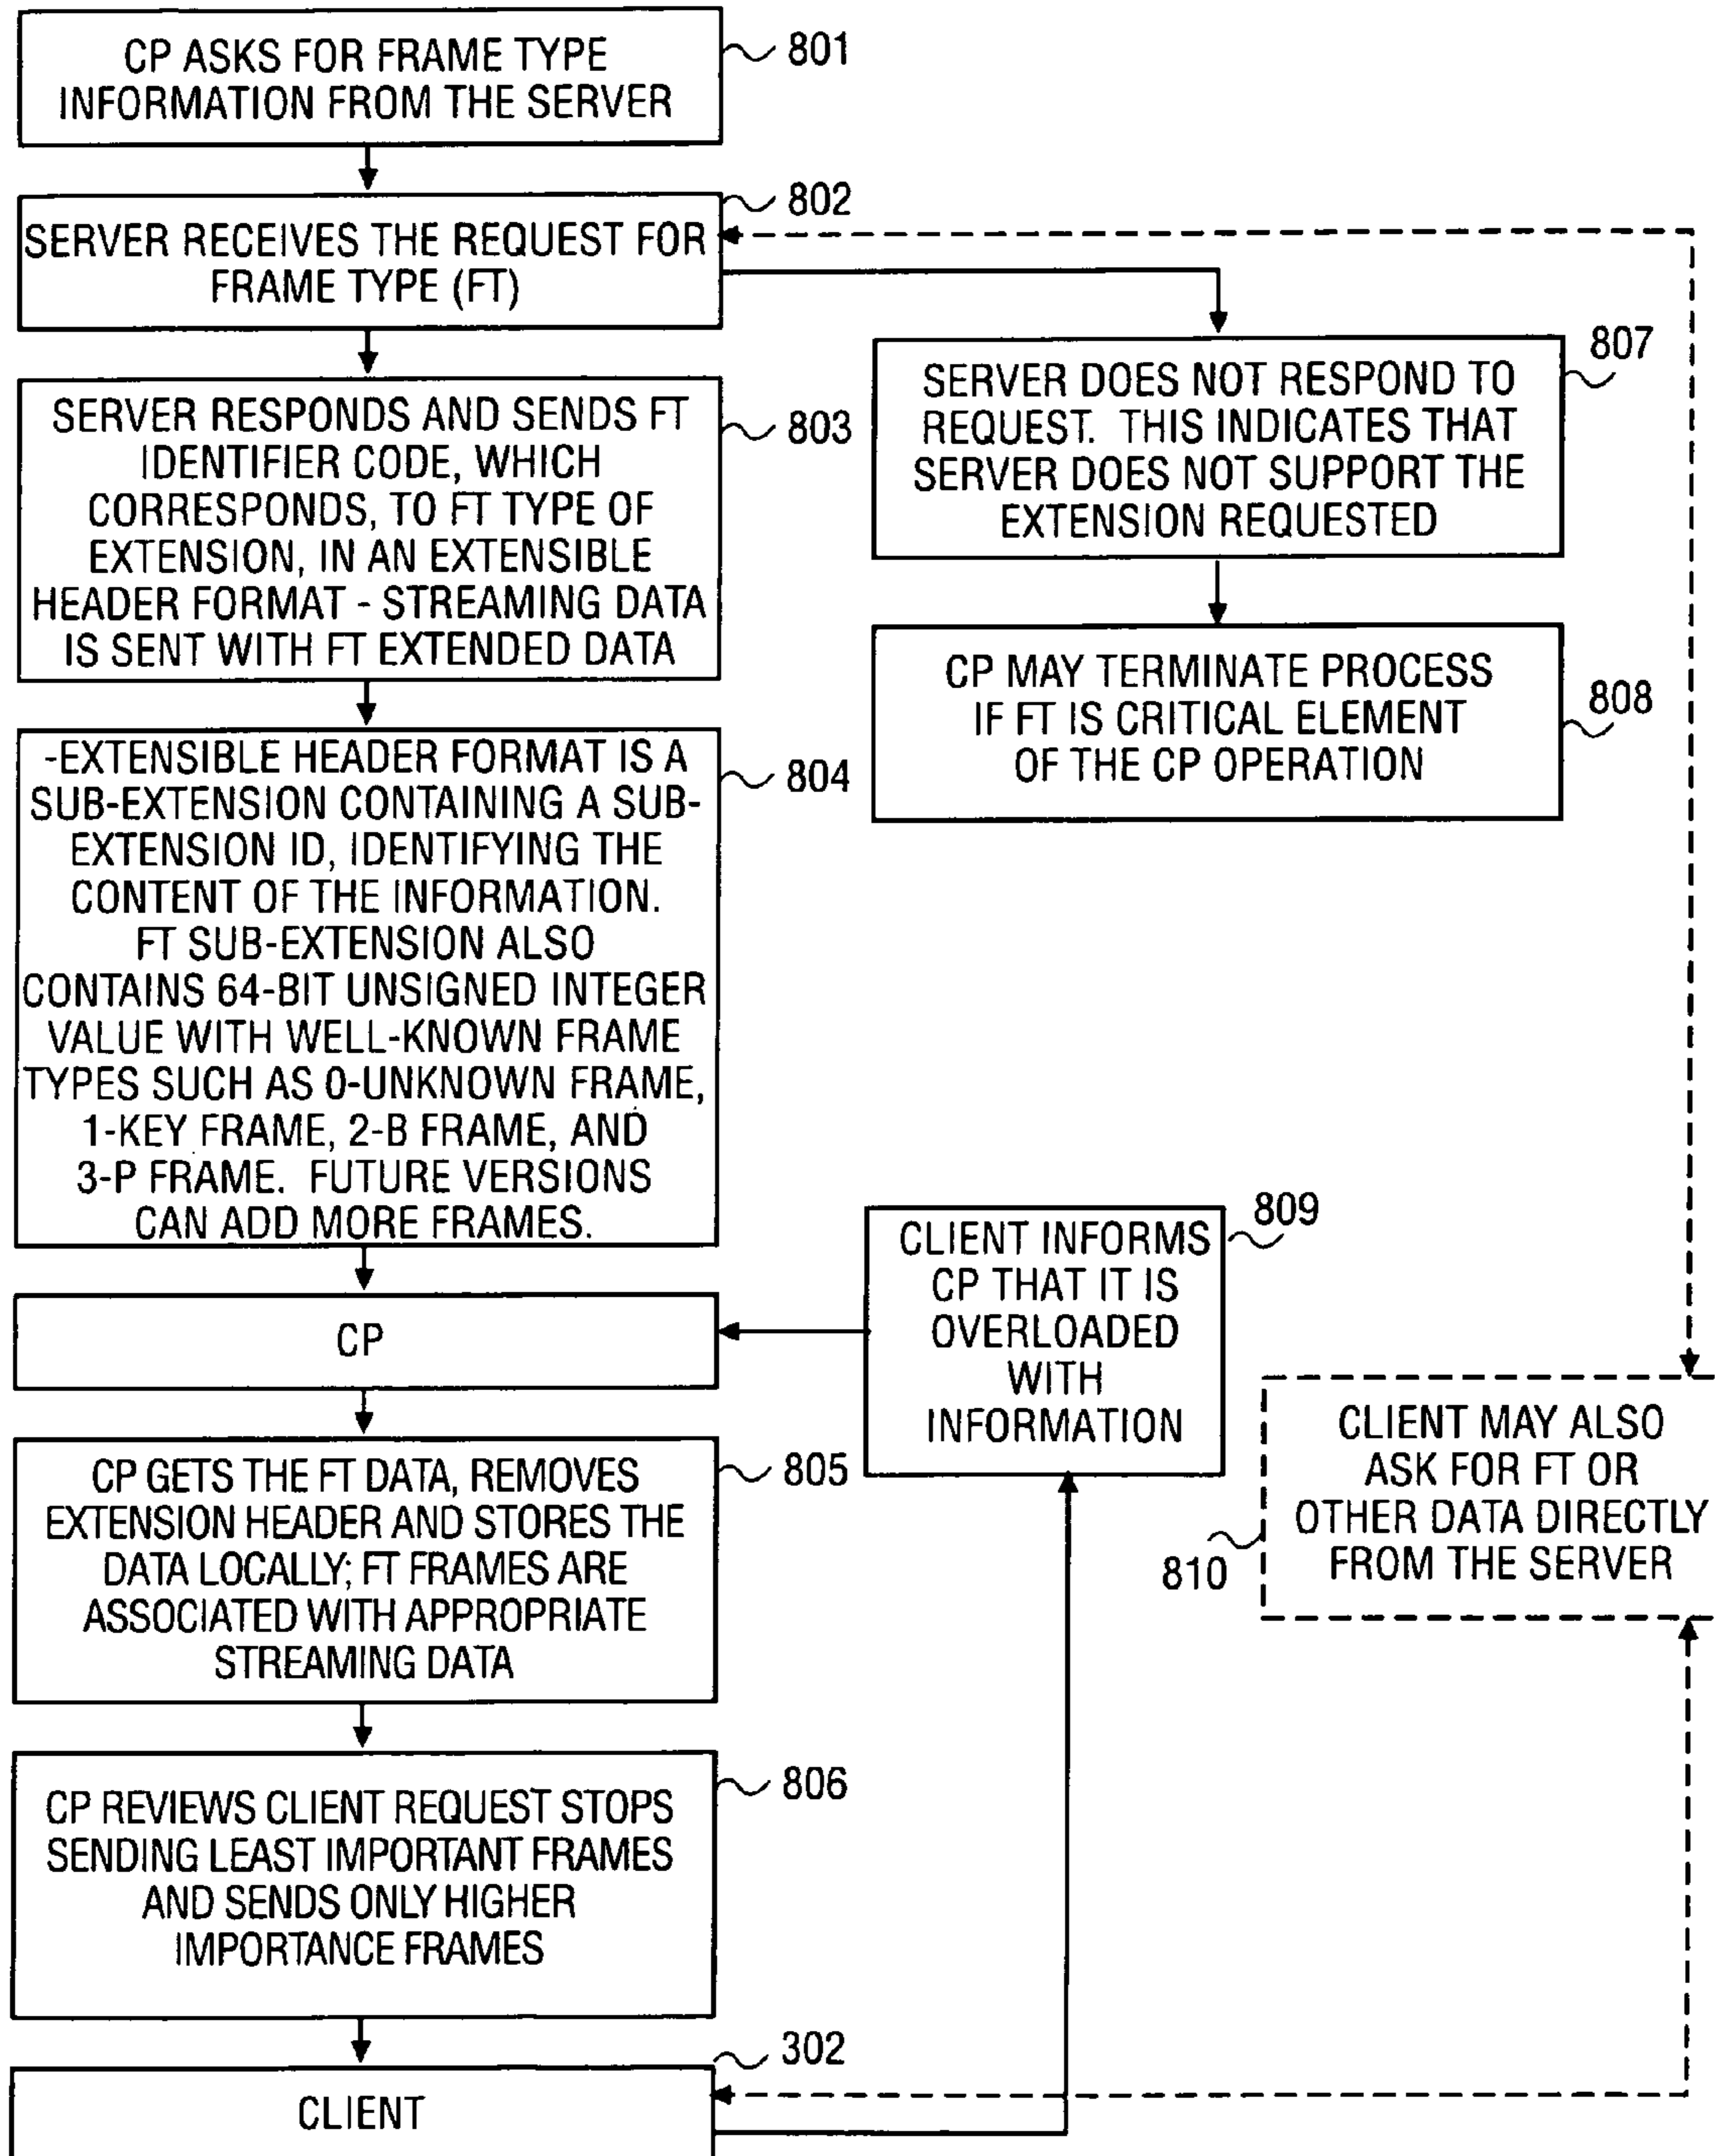 CP ASKS FOR FRAME TYPE
INFORMATION FROM THE SERVER
801
SERVER RECEIVES THE REQUEST FOR
FRAME TYPE (FT)
802
SERVER RESPONDS AND SENDS FT
IDENTIFIER CODE, WHICH
CORRESPONDS, TO FT TYPE OF
EXTENSION, IN AN EXTENSIBLE
HEADER FORMAT - STREAMING DATA
IS SENT WITH FT EXTENDED DATA
803
SERVER DOES NOT RESPOND TO
REQUEST. THIS INDICATES THAT
SERVER DOES NOT SUPPORT THE
EXTENSION REQUESTED
807
CP MAY TERMINATE PROCESS
IF FT IS CRITICAL ELEMENT
OF THE CP OPERATION
808
-EXTENSIBLE HEADER FORMAT IS A
SUB-EXTENSION CONTAINING A SUB-
EXTENSION ID, IDENTIFYING THE
CONTENT OF THE INFORMATION.
FT SUB-EXTENSION ALSO
CONTAINS 64-BIT UNSIGNED INTEGER
VALUE WITH WELL-KNOWN FRAME
TYPES SUCH AS 0-UNKNOWN FRAME,
1-KEY FRAME, 2-B FRAME, AND
3-P FRAME. FUTURE VERSIONS
CAN ADD MORE FRAMES.
804
CP
CLIENT INFORMS
CP THAT IT IS
OVERLOADED
WITH
INFORMATION
809
CLIENT MAY ALSO
ASK FOR FT OR
OTHER DATA DIRECTLY
FROM THE SERVER
810
CP GETS THE FT DATA, REMOVES
EXTENSION HEADER AND STORES THE
DATA LOCALLY; FT FRAMES ARE
ASSOCIATED WITH APPROPRIATE
STREAMING DATA
805
CP REVIEWS CLIENT REQUEST STOPS
SENDING LEAST IMPORTANT FRAMES
AND SENDS ONLY HIGHER
IMPORTANCE FRAMES
806
CLIENT
302